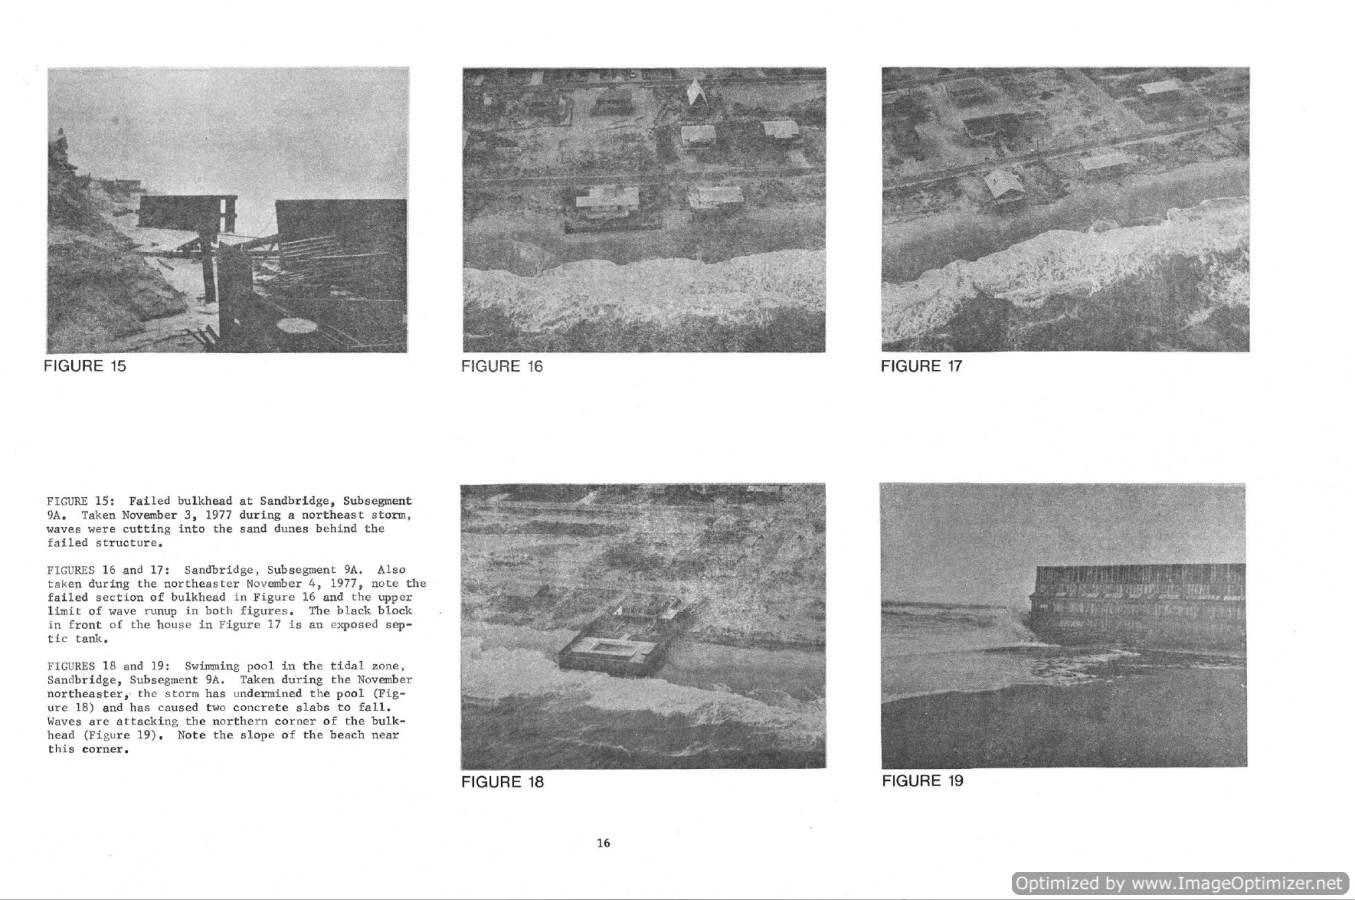 FIGURE 15
FIGURE 16
FIGURE 17
FIGURE 15: Failed bulkhead at Sandbridge, Subsegment
9A. Taken November 3, 1977 during a northeast storm,
waves were cutting into the sand dunes behind the
failed structure.
FIGURES 16 and 17: Sandbridge, Subsegment 9A. Also
taken during the northeaster November 4, 1977, note the
failed section of bulkhead in Figure 16 and the upper
limit of wave runup in both figures. The black block
in front of the house in Figure 17 is an exposed sep-
tic tank.
FIGURES 18 and 19: Swimming pool in the tidal zone,
Sandbridge, Subsegment 9A. Taken during the November
northeaster, the storm has undermined the pool (Fig-
ure 18) and has caused two concrete slabs to fall.
Waves are attacking the northern corner of the bulk-
head (Figure 19). Note the slope of the beach near
this corner.
FIGURE 18
FIGURE 19
16
Optimized by www.ImageOptimizer.net